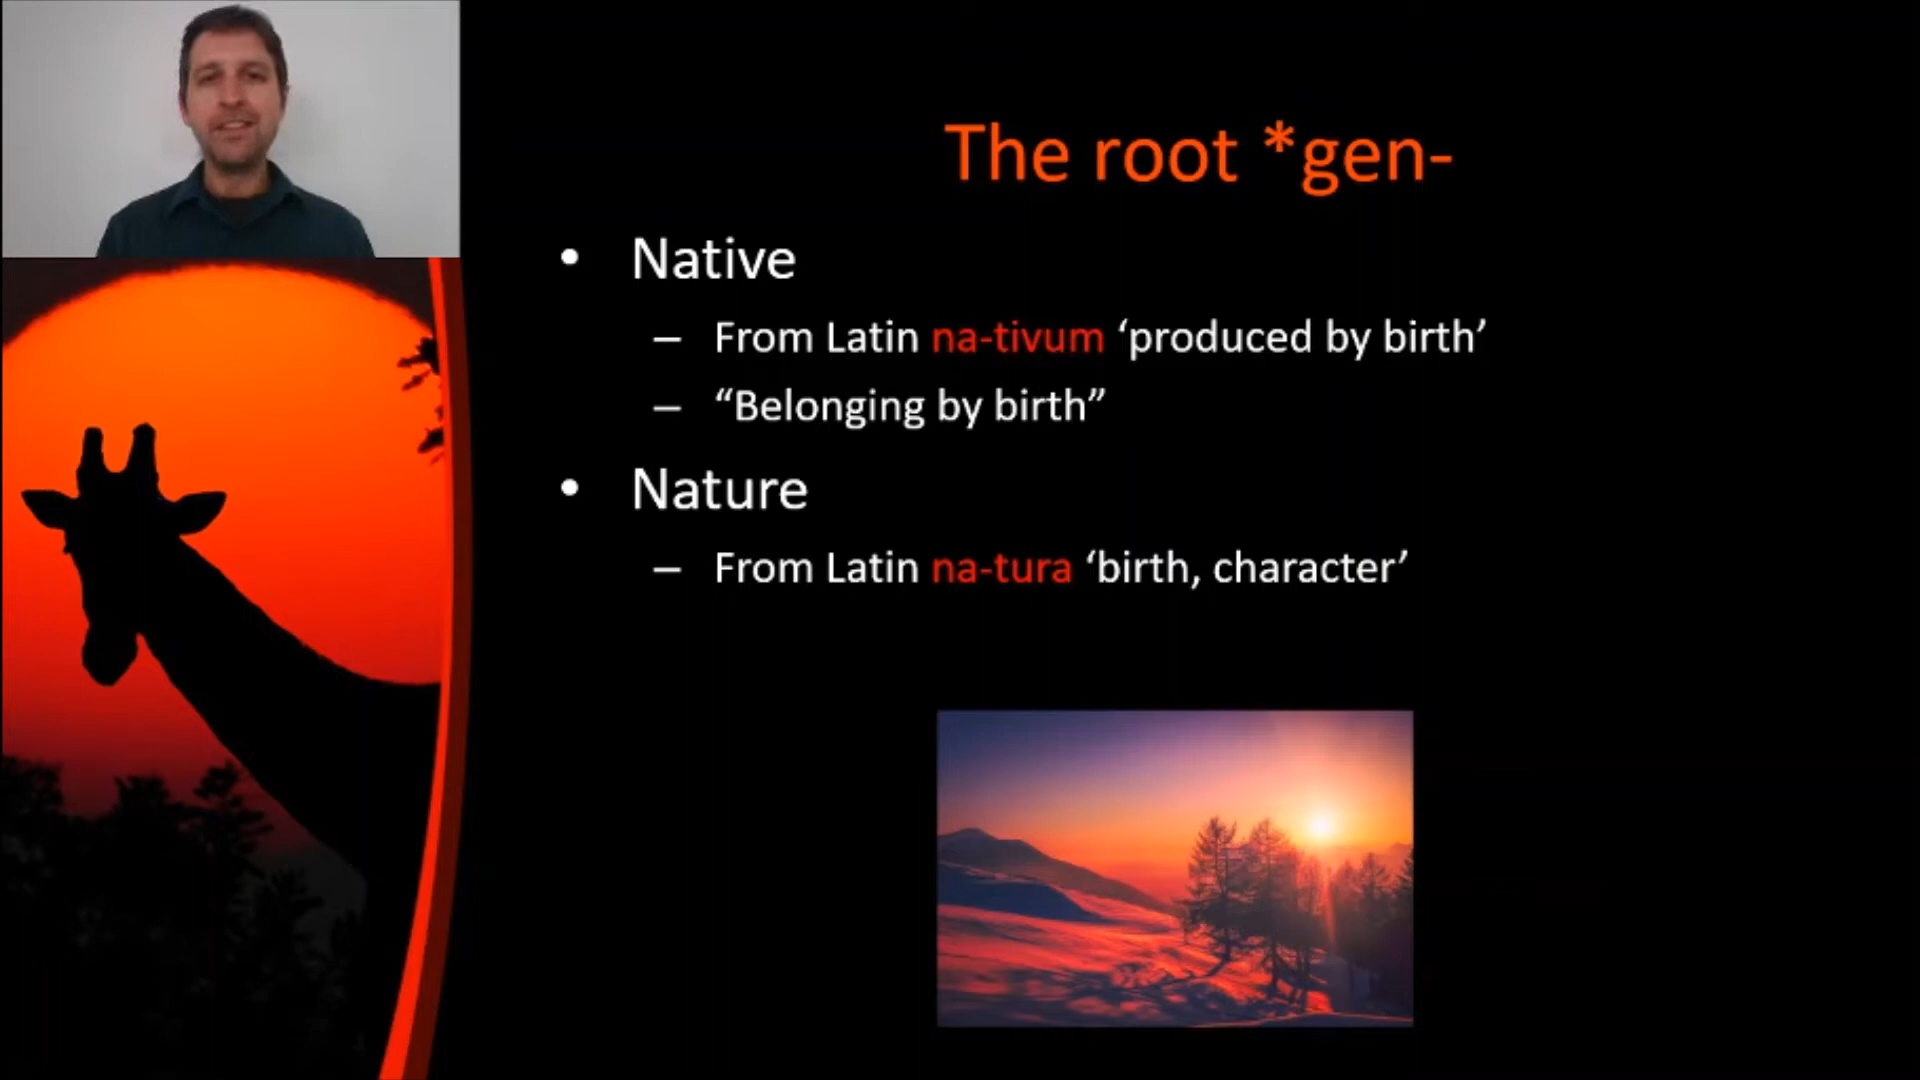 The root *gen-
• Native
– From Latin na-tivum ‘produced by birth’
– “Belonging by birth”
• Nature
– From Latin na-tura ‘birth, character’